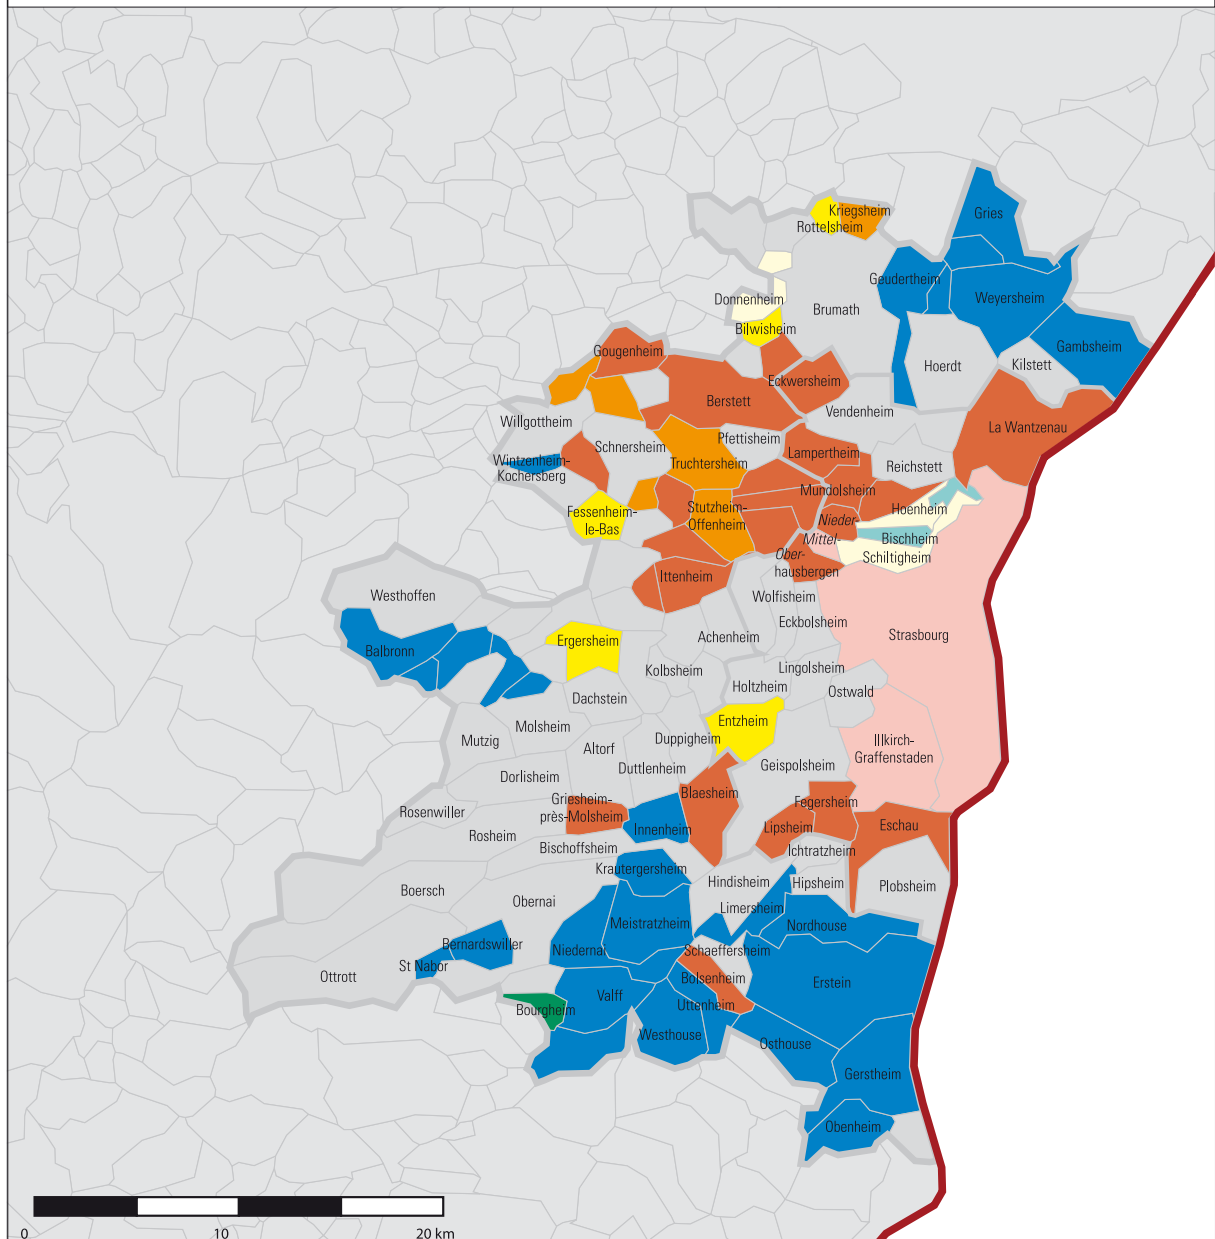 Kriegsheim
Rottelsheim
Gries
Geudertheim
Donnenheim
Weyersheim
Brumath
Bilwisheim
Gambsheim
Gougenheim
Hoerdt
Kilstett
Eckwersheim
Berstett
Vendenheim
Willgottheim
La Wantzenau
Pfettisheim
Schnersheim
Lampertheim
Wintzenheim-
Kochersberg
Truchtersheim
Reichstett
Mundolsheim
Fessenheim-
le-Bas
Stutzheim-
Offenheim
Hoenheim
Nieder-
Mittel-
Bischheim
Ober-
hausbergen
Schiltigheim
Ittenheim
Westhoffen
Wolfisheim
Eckbolsheim
Strasbourg
Ergersheim
Achenheim
Balbronn
Kolbsheim
Lingolsheim
Holtzheim
Ostwald
Dachstein
Entzheim
Molsheim
Mutzig
Duppigheim
Altorf
Illkirch-
Graffenstaden
Duttlenheim
Geispolsheim
Dorlisheim
Blaesheim
Griesheim-
près-Molsheim
Fegersheim
Rosenwiller
Innenheim
Lipsheim
Eschau
Rosheim
Bischoffsheim
Ichtratzheim
Krautergersheim
Hindisheim
Hipsheim
Plobsheim
Boersch
Obernai
Limersheim
Meistratzheim
Nordhouse
Bernardswiller
Niedernai
Schaeffersheim
St Nabor
Ottrott
Bolsenheim
Erstein
Valff
Bourgheim
Uttenheim
Westhouse
Osthouse
Gerstheim
Obenheim
0 10 20 km